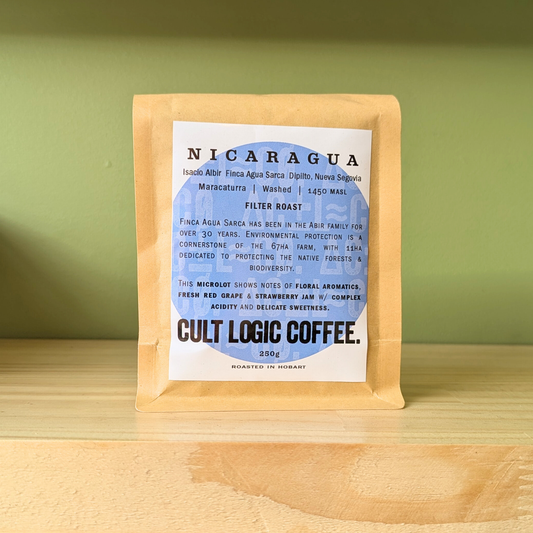 NICARAGUA
Isacio Albir Finca Agua Sarca Dipilto, Nueva Segovia
Maracaturra | Washed | 1450 MASL
FILTER ROAST
FINCA AGUA SARCA HAS BEEN IN THE ABIR FAMILY FOR
OVER 30 YEARS. ENVIRONMENTAL PROTECTION IS A
CORNERSTONE OF THE 67HA FARM, WITH 11HA
DEDICATED TO PROTECTING THE NATIVE FORESTS &
BIODIVERSITY.
THIS MICROLOT SHOWS NOTES OF FLORAL AROMATICS,
FRESH RED GRAPE & STRAWBERRY JAM W/ COMPLEX
ACIDITY AND DELICATE SWEETNESS.
CULT LOGIC COFFEE.
250g
ROASTED IN HOBART